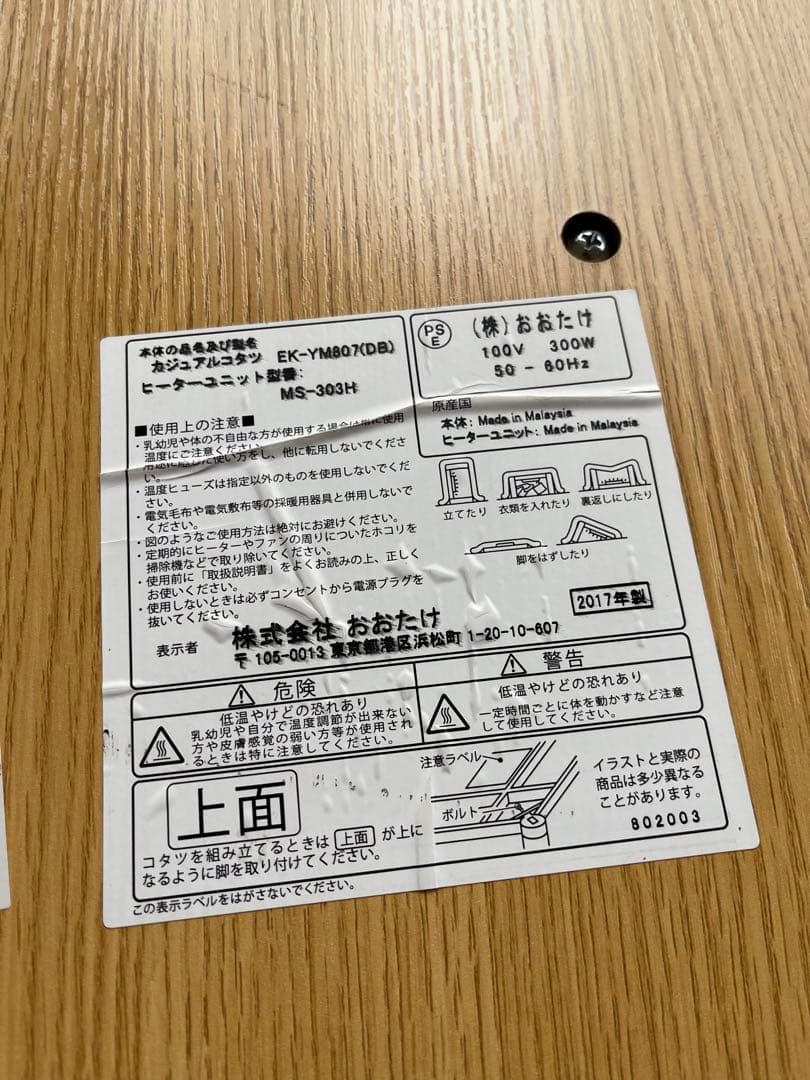 本体の品名及び型名
カジュアルコタツ EK-YM807(DB)
ヒーターユニット型番:
MS-303H
PS
E
(株)おおたけ
100V 300W
50 - 60Hz
原産国
本体: Made in Malaysia
ヒーターユニット: Made in Malaysia
■使用上の注意■
・乳幼児や体の不自由な方が使用する場合は特に使用
温度にご注意ください。
・用途に応じた使い方をし、他に転用しないでくださ
い。
・温度ヒューズは指定以外のものを使用しないでくだ
さい。
・電気毛布や電気敷布等の採暖用器具と併用しないで
ください。
・図のようなご使用方法は絶対にお避けください。
・定期的にヒーターやファンの周りについたホコリを
掃除機などで取り除いてください。
・使用前に「取扱説明書」をよくお読みの上、正しく
お使いください。
・使用しないときは必ずコンセントから電源プラグを
抜いてください。
立てたり
衣類を入れたり
裏返しにしたり
脚をはずしたり
2017年製
表示者
株式会社 おおたけ
〒105-0013 東京都港区浜松町 1-20-10-607
危険
低温やけどの恐れあり
乳幼児や自分で温度調節が出来ない
方や皮膚感覚の弱い方等が使用され
るときは特に注意してください。
警告
低温やけどの恐れあり
一定時間ごとに体を動かすなど注意
して使用してください。
上面
コタツを組み立てるときは 上面 が上に
なるように脚を取り付けてください。
注意ラベル
ボルト
イラストと実際の
商品は多少異なる
ことがあります。
802003
この表示ラベルをはがさないでください。